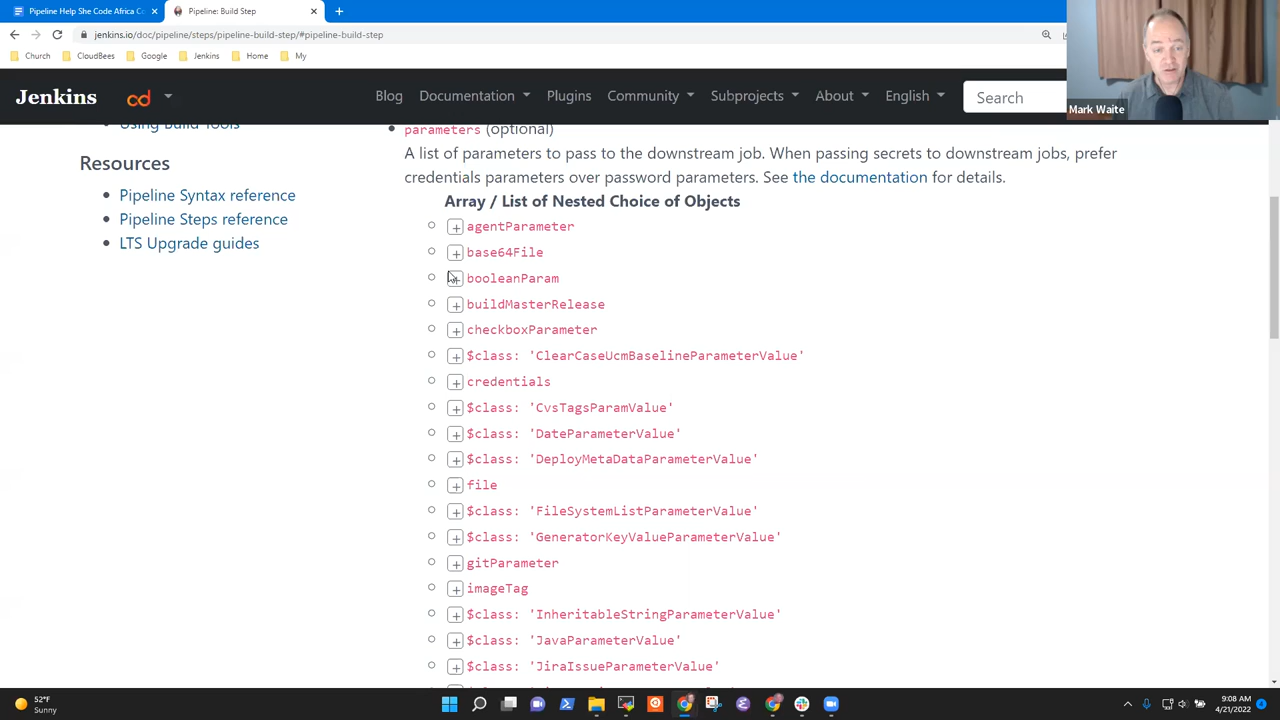 Pipeline Help She Code Africa Co
Pipeline: Build Step
jenkins.io/doc/pipeline/steps/pipeline-build-step/#pipeline-build-step
Church
CloudBees
Google
Jenkins
Home
My
Jenkins
cd
Blog
Documentation
Plugins
Community
Subprojects
About
English
Search
Mark Waite
Using Build Tools
Resources
Pipeline Syntax reference
Pipeline Steps reference
LTS Upgrade guides
parameters (optional)
A list of parameters to pass to the downstream job. When passing secrets to downstream jobs, prefer
credentials parameters over password parameters. See the documentation for details.
Array / List of Nested Choice of Objects
agentParameter
base64File
booleanParam
buildMasterRelease
checkboxParameter
$class: 'ClearCaseUcmBaselineParameterValue'
credentials
$class: 'CvsTagsParamValue'
$class: 'DateParameterValue'
$class: 'DeployMetaDataParameterValue'
file
$class: 'FileSystemListParameterValue'
$class: 'GeneratorKeyValueParameterValue'
gitParameter
imageTag
$class: 'InheritableStringParameterValue'
$class: 'JavaParameterValue'
$class: 'JiraIssueParameterValue'
52°F
Sunny
9:08 AM
4/21/2022